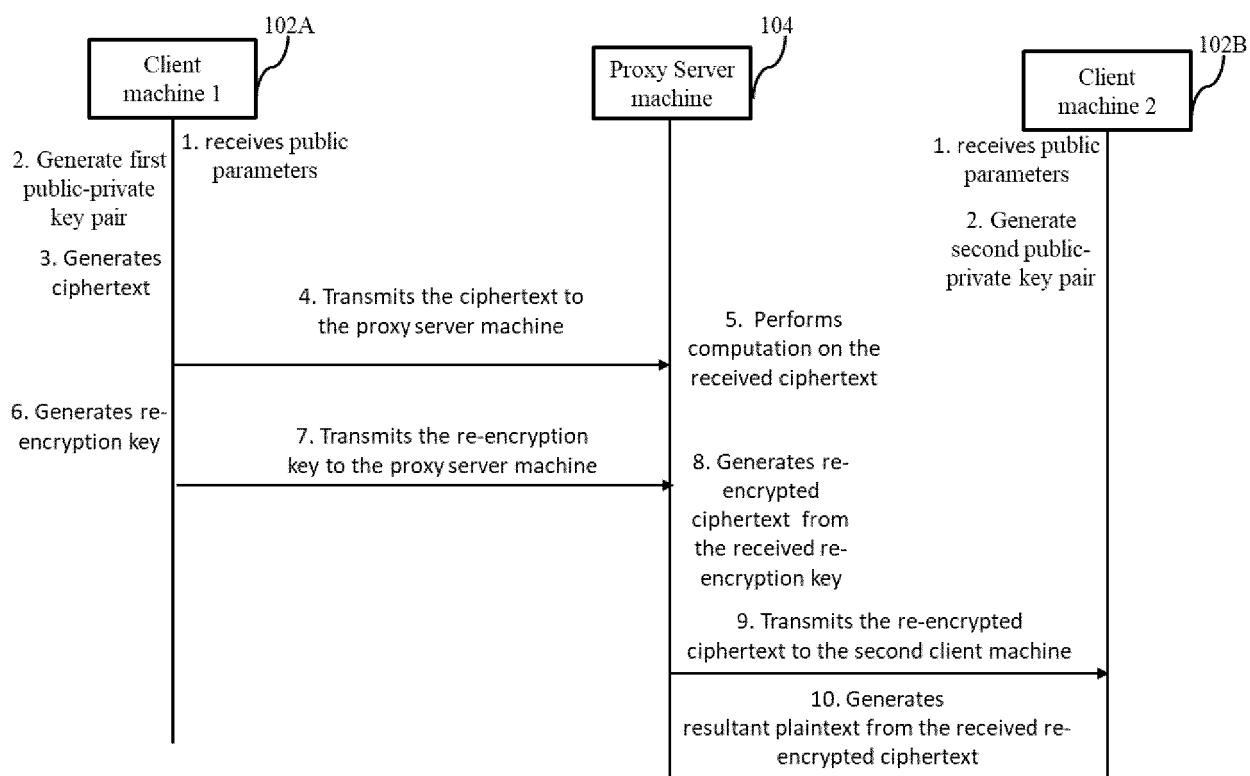 102A
Client
machine 1
104
Proxy Server
machine
102B
Client
machine 2
1. receives public
parameters
2. Generate first
public-private
key pair
1. receives public
parameters
2. Generate
second public-
private key pair
3. Generates
ciphertext
4. Transmits the ciphertext to
the proxy server machine
5. Performs
computation on the
received ciphertext
6. Generates re-
encryption key
7. Transmits the re-encryption
key to the proxy server machine
8. Generates re-
encrypted
ciphertext from
the received re-
encryption key
9. Transmits the re-encrypted
ciphertext to the second client machine
10. Generates
resultant plaintext from the received re-
encrypted ciphertext